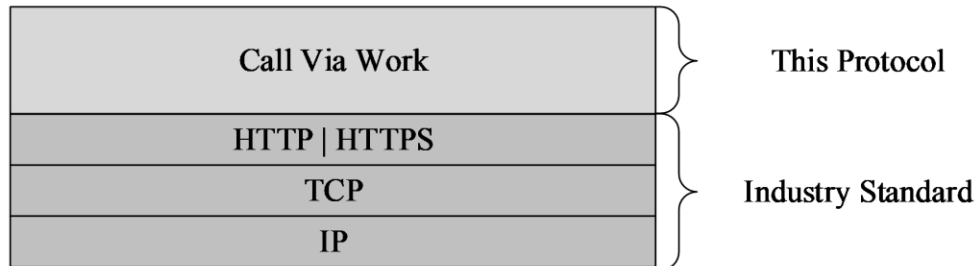 Call Via Work
This Protocol
HTTP | HTTPS
TCP
Industry Standard
IP